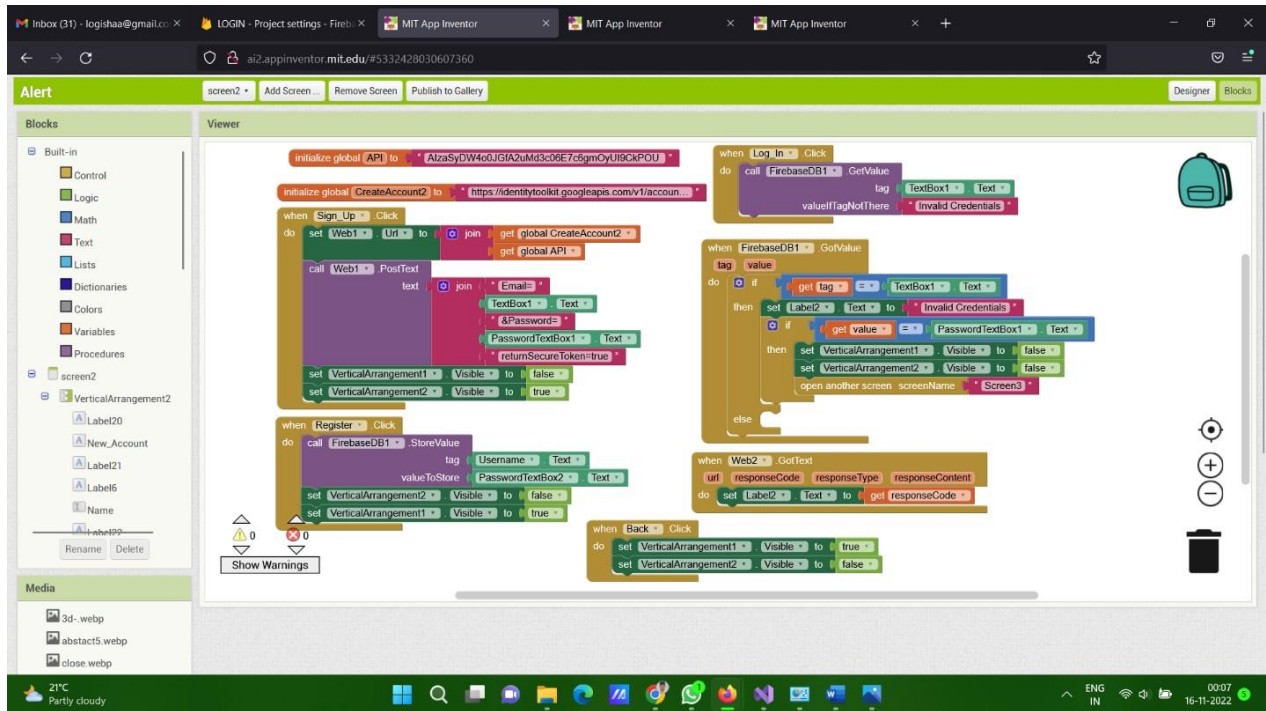 Inbox (31) - logishaa@gmail.co
LOGIN - Project settings - Fireb
MIT App Inventor
MIT App Inventor
MIT App Inventor
ai2.appinventor.mit.edu/#5332428030607360
Alert
screen2
Add Screen ...
Remove Screen
Publish to Gallery
Designer
Blocks
Blocks
Built-in
Control
Logic
Math
Text
Lists
Dictionaries
Colors
Variables
Procedures
screen2
VerticalArrangement2
Label20
New_Account
Label21
Label6
Name
Label22
Rename
Delete
Media
3d-.webp
abstact5.webp
close.webp
Viewer
initialize global API to
initialize global CreateAccount2 to " https://identitytoolkit.googleapis.com/v1/accoun... "
when Sign_Up .Click
do set Web1 . Url to join get global CreateAccount2
get global API
call Web1 .PostText
text join " Email= "
TextBox1 . Text
" &Password= "
PasswordTextBox1 . Text
" returnSecureToken=true "
set VerticalArrangement1 . Visible to false
set VerticalArrangement2 . Visible to true
when Register .Click
do call FirebaseDB1 .StoreValue
tag Username . Text
valueToStore PasswordTextBox2 . Text
set VerticalArrangement2 . Visible to false
set VerticalArrangement1 . Visible to true
0
0
Show Warnings
when Log_In .Click
do call FirebaseDB1 .GetValue
tag TextBox1 . Text
valueIfTagNotThere " Invalid Credentials "
when FirebaseDB1 .GotValue
tag value
do if get tag = TextBox1 . Text
then set Label2 . Text to " Invalid Credentials "
if get value = PasswordTextBox1 . Text
then set VerticalArrangement1 . Visible to false
set VerticalArrangement2 . Visible to false
open another screen screenName " Screen3 "
else
when Web2 .GotText
url responseCode responseType responseContent
do set Label2 . Text to get responseCode
when Back .Click
do set VerticalArrangement1 . Visible to true
set VerticalArrangement2 . Visible to false
21°C
Partly cloudy
ENG
IN
00:07
16-11-2022
5